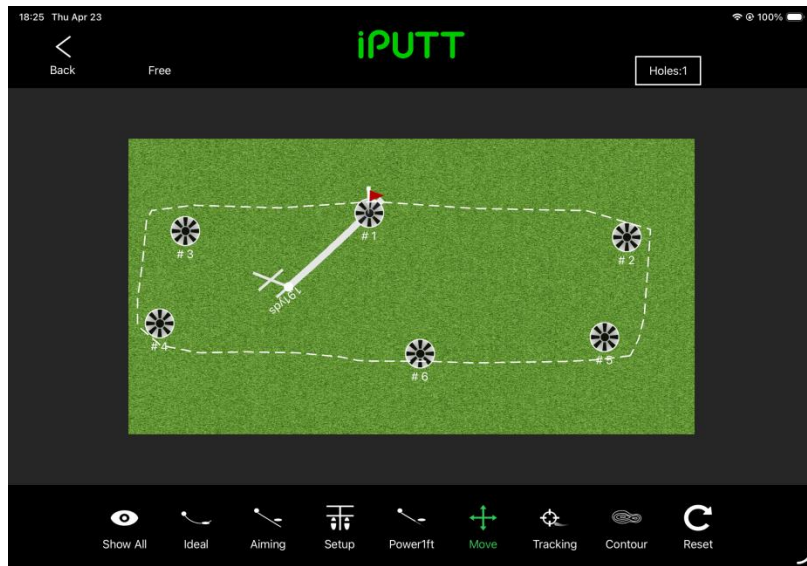 18:25 Thu Apr 23
100%
iPUTT
Back
Free
Holes:1
# 1
# 2
# 3
191yds
# 4
# 5
# 6
Show All
Ideal
Aiming
Setup
Power1ft
Move
Tracking
Contour
Reset